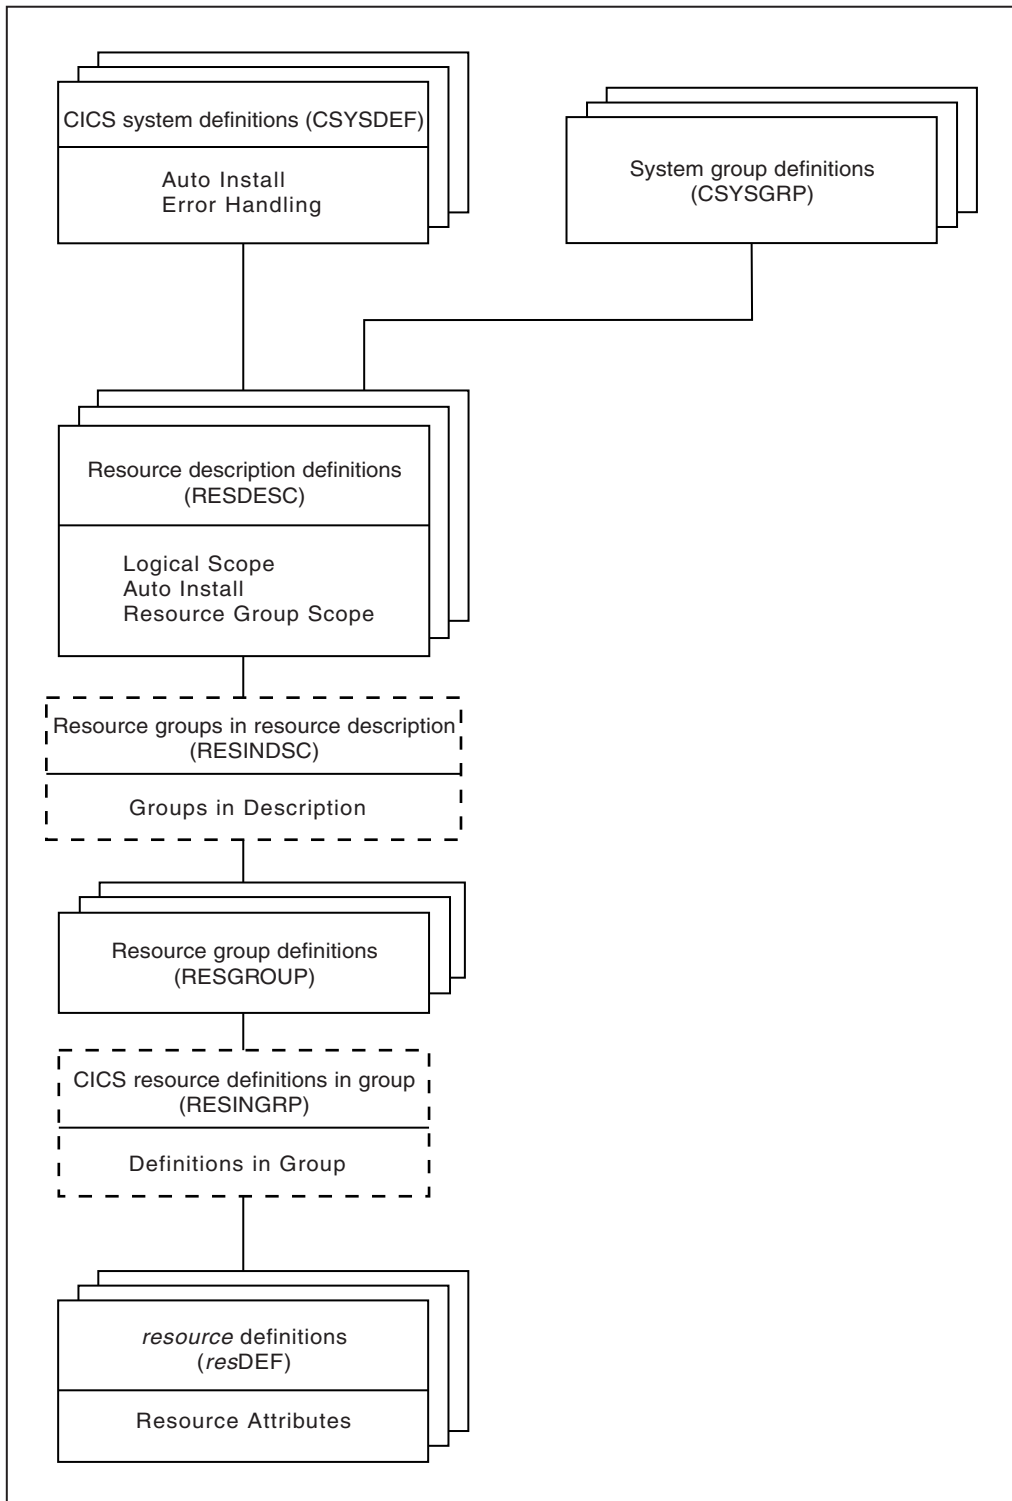 CICS system definitions (CSYSDEF)
Auto Install
Error Handling
System group definitions
(CSYSGRP)
Resource description definitions
(RESDESC)
Logical Scope
Auto Install
Resource Group Scope
Resource groups in resource description
(RESINDSC)
Groups in Description
Resource group definitions
(RESGROUP)
CICS resource definitions in group
(RESINGRP)
Definitions in Group
resource definitions
(resDEF)
Resource Attributes